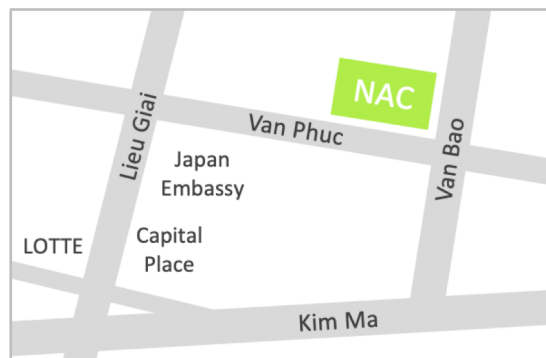 NAC
Van Phuc
Lieu Giai
Van Bao
Japan
Embassy
Capital
Place
LOTTE
Kim Ma